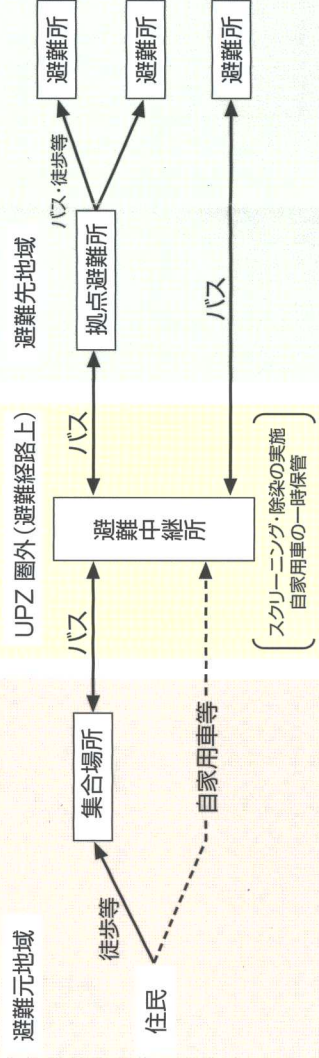 避難元地域
住民
徒歩等
集合場所
自家用車等
バス
UPZ 圏外(避難経路上)
避難中継所
スクリーニング・除染の実施
自家用車の一時保管
バス
バス
避難先地域
拠点避難所
バス・徒歩等
避難所
避難所
避難所